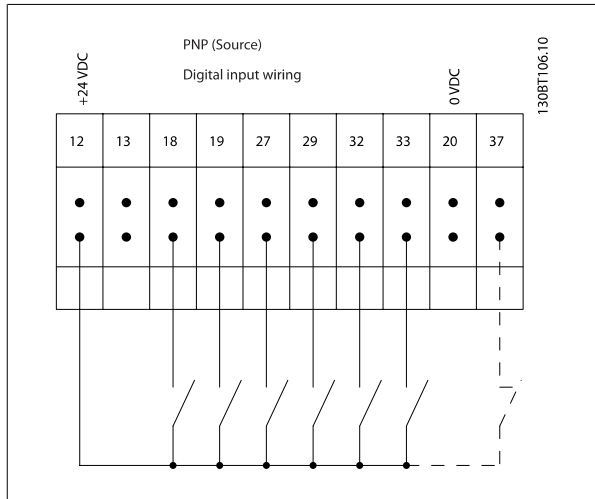 PNP (Source)
Digital input wiring
+24 VDC
0 VDC
130BT106.10
12 13 18 19 27 29 32 33 20 37